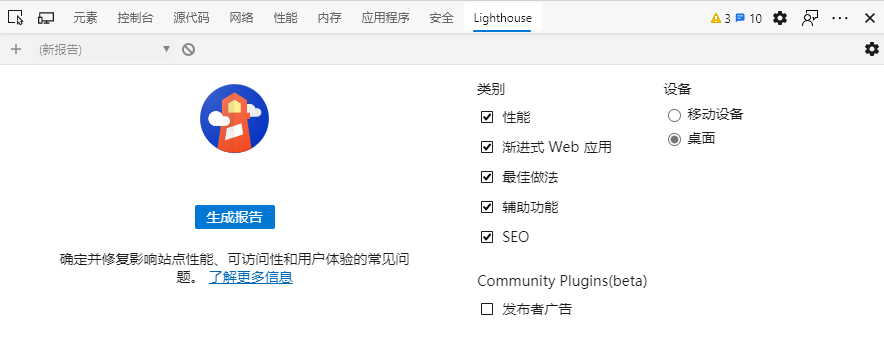 元素 控制台 源代码 网络 性能 内存 应用程序 安全 Lighthouse 3 10
(新报告)
类别
性能
渐进式 Web 应用
最佳做法
辅助功能
SEO
Community Plugins(beta)
发布者广告
设备
移动设备
桌面
生成报告
确定并修复影响站点性能、可访问性和用户体验的常见问
题。 了解更多信息